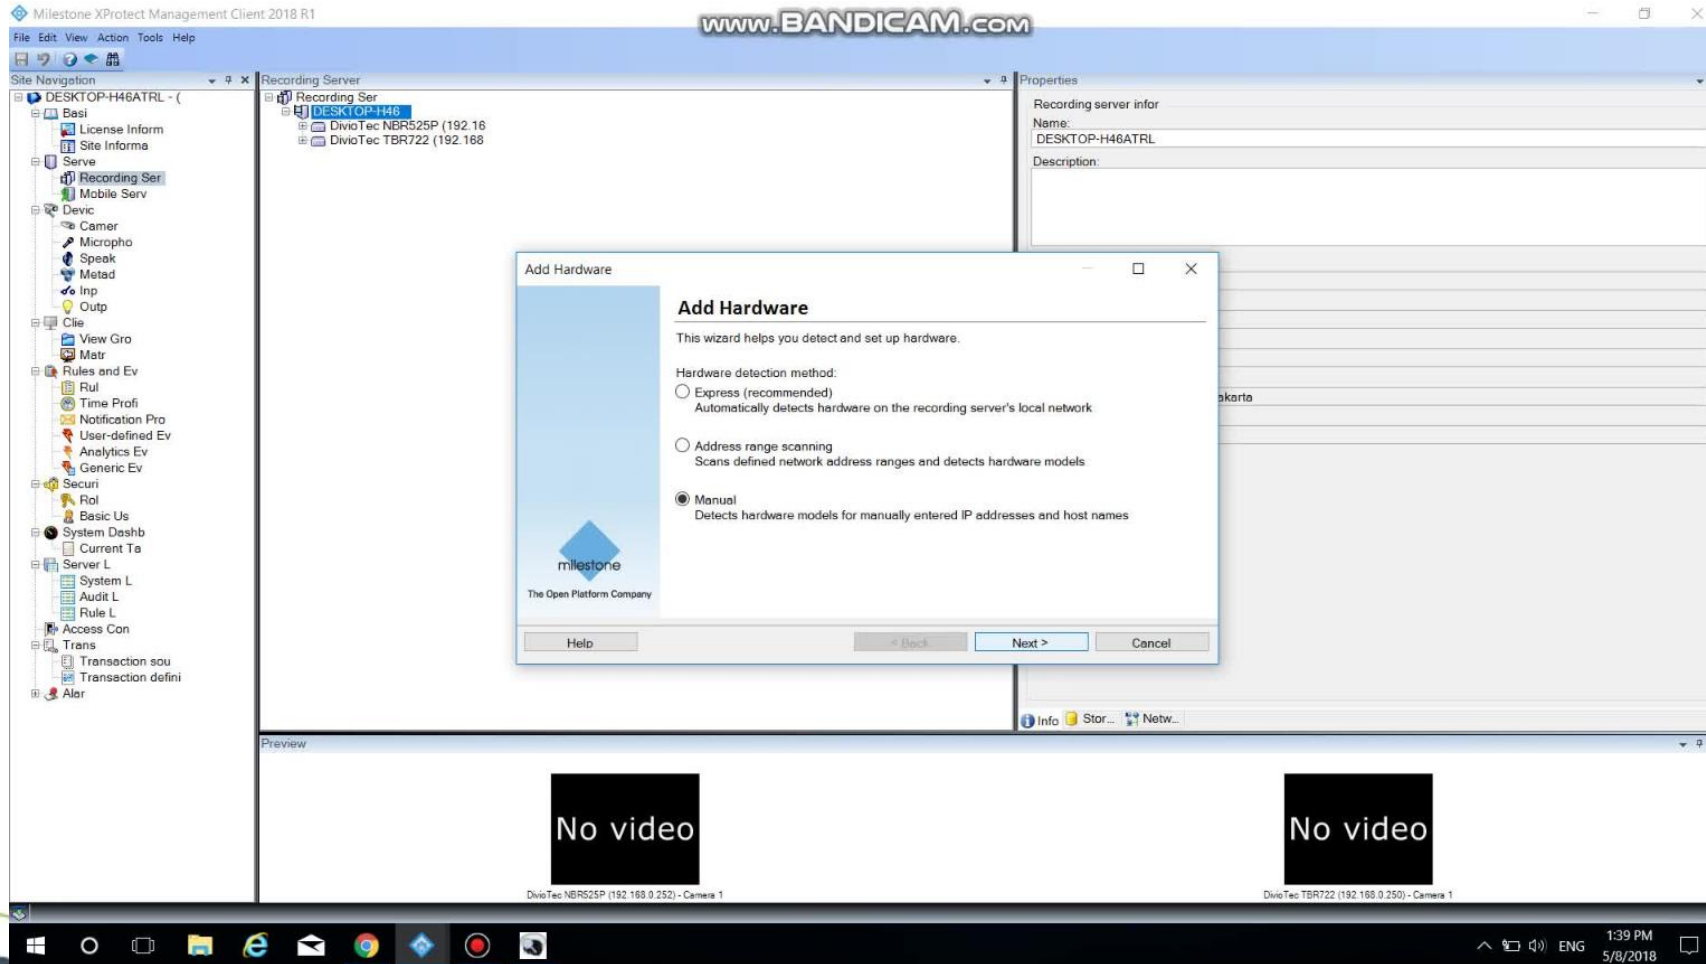 Milestone XProtect Management Client 2018 R1
www.BANDICAM.com
File Edit View Action Tools Help
Site Navigation
DESKTOP-H46ATRL - (
Basi
License Inform
Site Informa
Serve
Recording Ser
Mobile Serv
Devic
Camer
Micropho
Speak
Metad
Inp
Outp
Clie
View Gro
Matr
Rules and Ev
Rul
Time Profi
Notification Pro
User-defined Ev
Analytics Ev
Generic Ev
Securi
Rol
Basic Us
System Dashb
Current Ta
Server L
System L
Audit L
Rule L
Access Con
Trans
Transaction sou
Transaction defini
Alar
Recording Server
Recording Ser
DESKTOP-H46
DivioTec NBR525P (192.16
DivioTec TBR722 (192.168
Properties
Recording server infor
Name:
DESKTOP-H46ATRL
Description:
akarta
Info Stor... Netw...
Add Hardware
Add Hardware
This wizard helps you detect and set up hardware.
Hardware detection method:
Express (recommended)
Automatically detects hardware on the recording server's local network
Address range scanning
Scans defined network address ranges and detects hardware models
Manual
Detects hardware models for manually entered IP addresses and host names
milestone
The Open Platform Company
Help < Back Next > Cancel
Preview
No video
DivioTec NBR525P (192.168.0.252) - Camera 1
No video
DivioTec TBR722 (192.168.0.250) - Camera 1
ENG
1:39 PM
5/8/2018